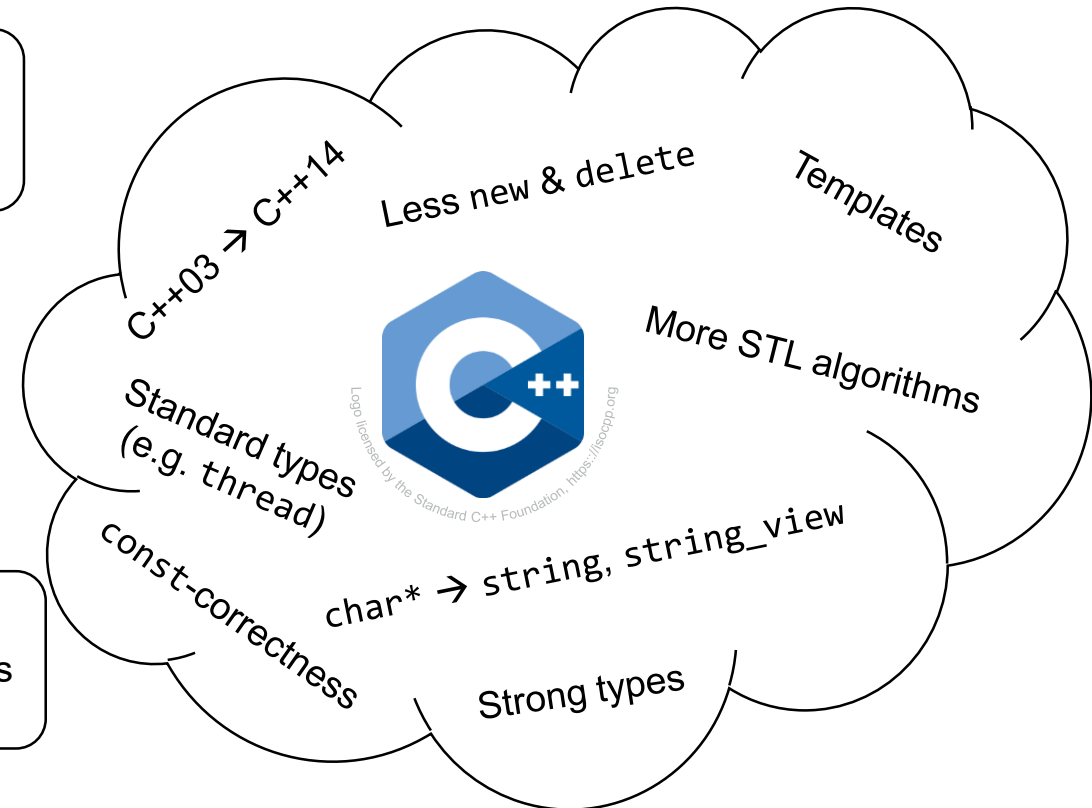 C++03 → C++14
Less new & delete
Templates
More STL algorithms
C ++
Logo licensed by the Standard C++ Foundation, https:://isocpp.org
Standard types
(e.g. thread)
const-correctness
char* → string, string_view
Strong types
s